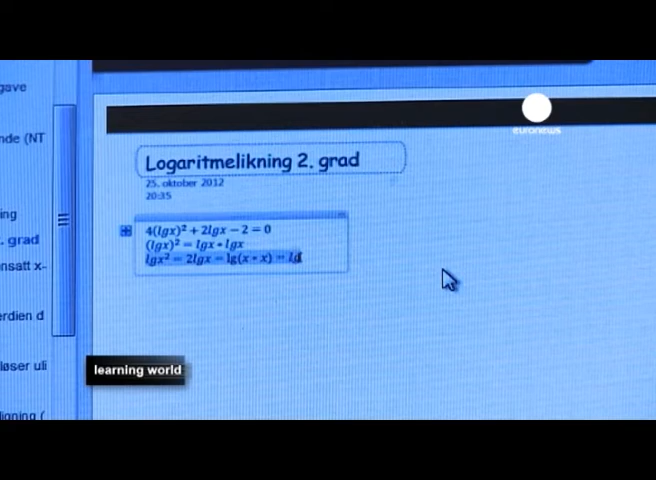 gave
nde (NT
ing
. grad
nsatt x-
erdien d
løser uli
igning (
euronews
Logaritmelikning 2. grad
25. oktober 2012
20:35
4(lgx)² + 2lgx − 2 = 0
(lgx)² = lgx • lgx
lgx² = 2lgx = lg(x • x) = lg
learning world